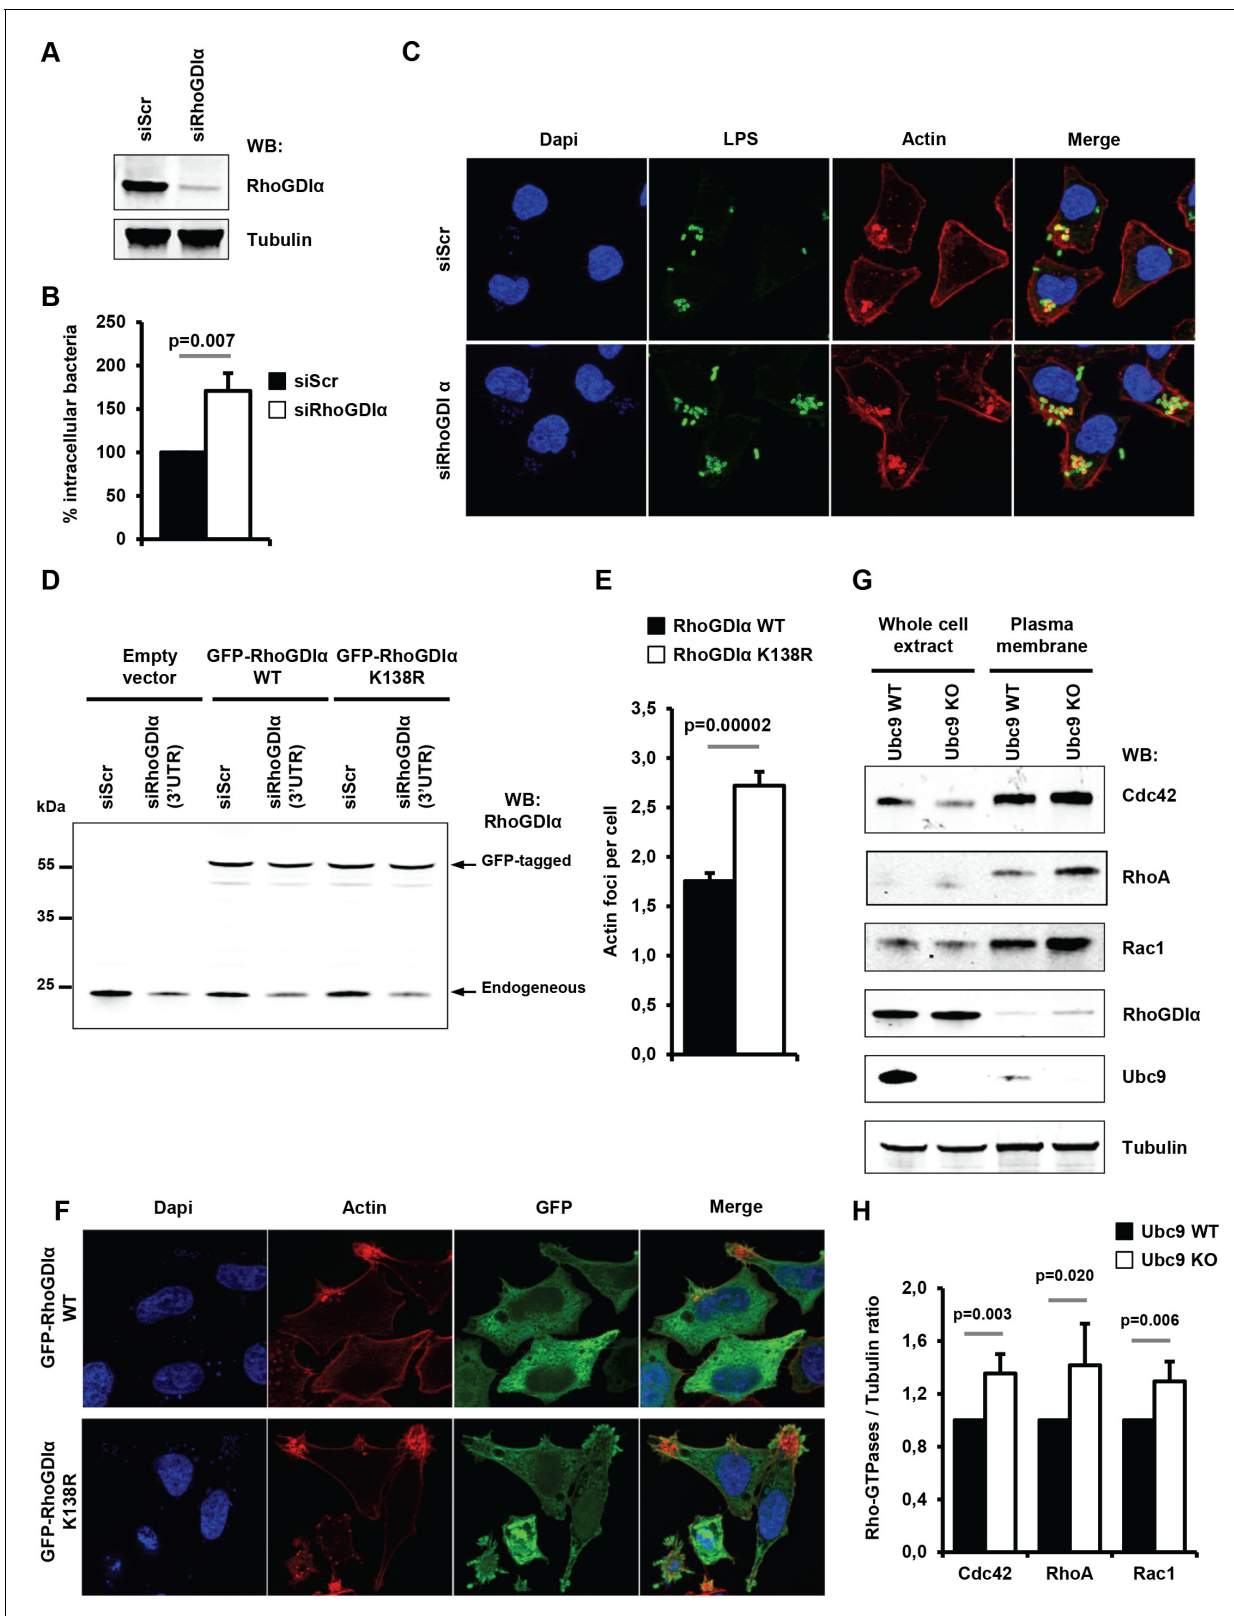 A
siScr
siRhoGDIα
WB:
RhoGDIα
Tubulin
B
% intracellular bacteria
250
200
150
100
50
0
p=0.007
siScr
siRhoGDIα
C
Dapi
LPS
Actin
Merge
siScr
siRhoGDI α
D
Empty
vector
GFP-RhoGDIα
WT
GFP-RhoGDIα
K138R
siScr
siRhoGDIα
(3'UTR)
siScr
siRhoGDIα
(3'UTR)
siScr
siRhoGDIα
(3'UTR)
kDa
55
35
25
WB:
RhoGDIα
GFP-tagged
Endogeneous
E
RhoGDIα WT
RhoGDIα K138R
Actin foci per cell
3,5
3,0
2,5
2,0
1,5
1,0
0,5
0,0
p=0.00002
G
Whole cell
extract
Plasma
membrane
Ubc9 WT
Ubc9 KO
Ubc9 WT
Ubc9 KO
WB:
Cdc42
RhoA
Rac1
RhoGDIα
Ubc9
Tubulin
F
Dapi
Actin
GFP
Merge
GFP-RhoGDIα
WT
GFP-RhoGDIα
K138R
H
Ubc9 WT
Ubc9 KO
Rho-GTPases / Tubulin ratio
2,0
1,6
1,2
0,8
0,4
0,0
p=0.003
p=0.020
p=0.006
Cdc42
RhoA
Rac1